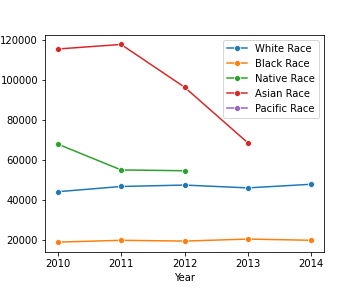 120000
100000
80000
60000
40000
20000
2010 2011 2012 2013 2014
Year
White Race
Black Race
Native Race
Asian Race
Pacific Race